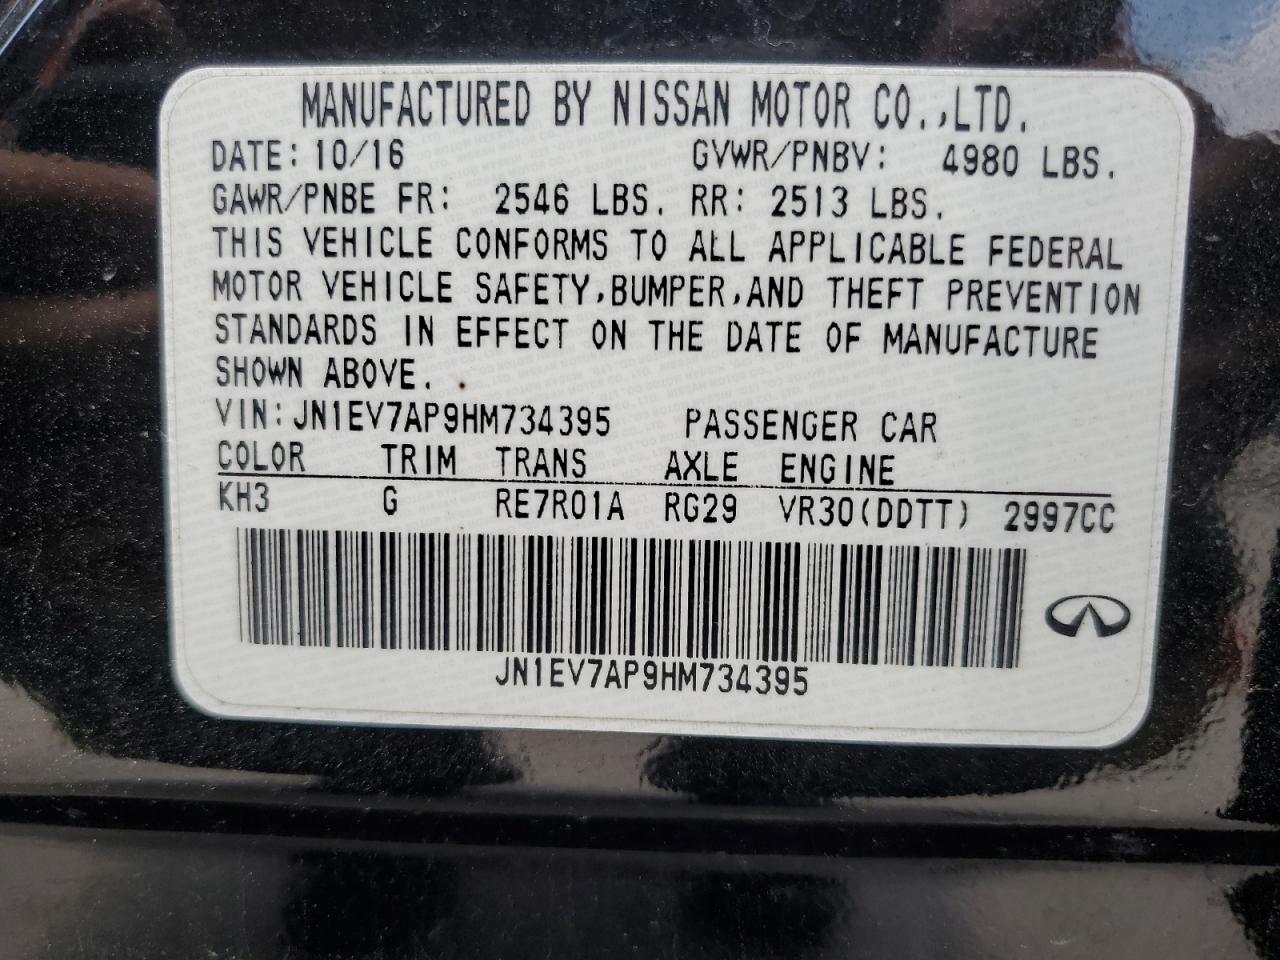 MANUFACTURED BY NISSAN MOTOR CO.,LTD.
DATE: 10/16 GVWR/PNBV: 4980 LBS.
GAWR/PNBE FR: 2546 LBS. RR: 2513 LBS.
THIS VEHICLE CONFORMS TO ALL APPLICABLE FEDERAL
MOTOR VEHICLE SAFETY,BUMPER,AND THEFT PREVENTION
STANDARDS IN EFFECT ON THE DATE OF MANUFACTURE
SHOWN ABOVE.
VIN:JN1EV7AP9HM734395 PASSENGER CAR
COLOR TRIM TRANS AXLE ENGINE
KH3 G RE7R01A RG29 VR30(DDTT) 2997CC
JN1EV7AP9HM734395